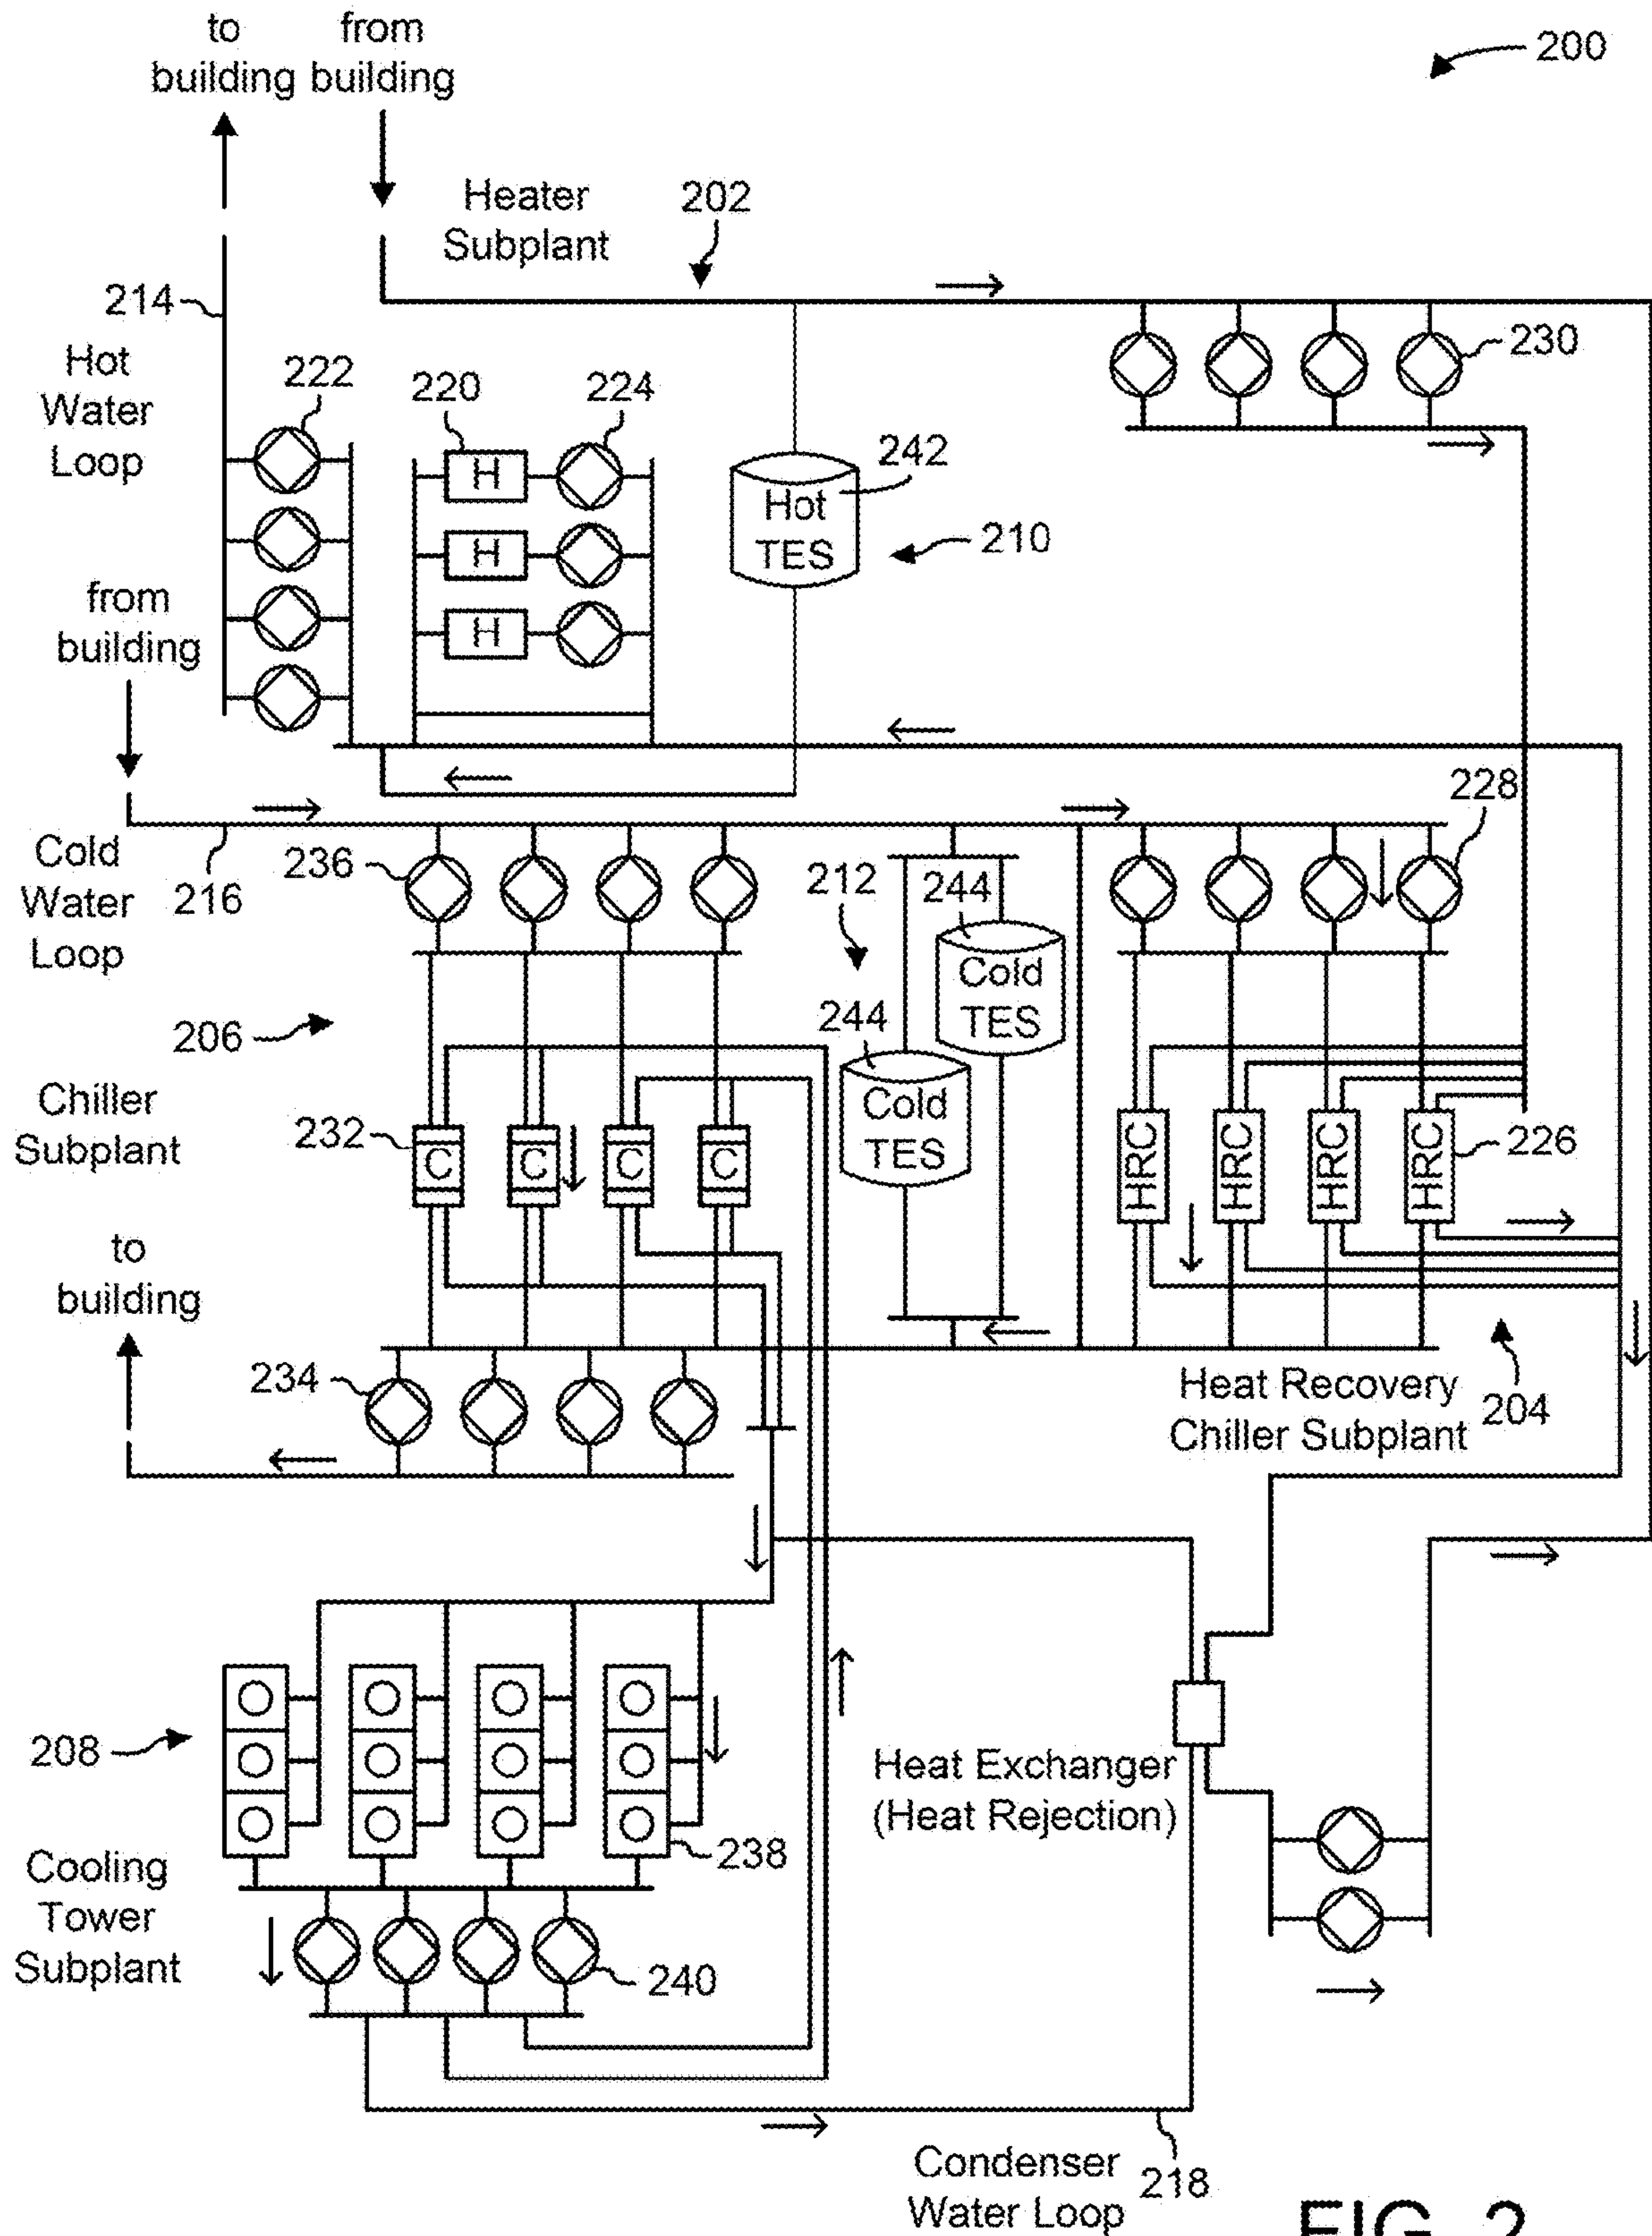 to
building
from
building
200
Heater
Subplant
202
214
Hot
Water
Loop
222
220
224
230
H
H
H
Hot
TES
242
210
from
building
228
Cold
Water
Loop
216
236
212
244
Cold
TES
244
Cold
TES
206
Chiller
Subplant
232
C
C
C
C
HRC
HRC
HRC
HRC
226
to
building
234
Heat Recovery
Chiller Subplant
204
208
Heat Exchanger
(Heat Rejection)
238
Cooling
Tower
Subplant
240
Condenser
Water Loop
218
FIG. 2